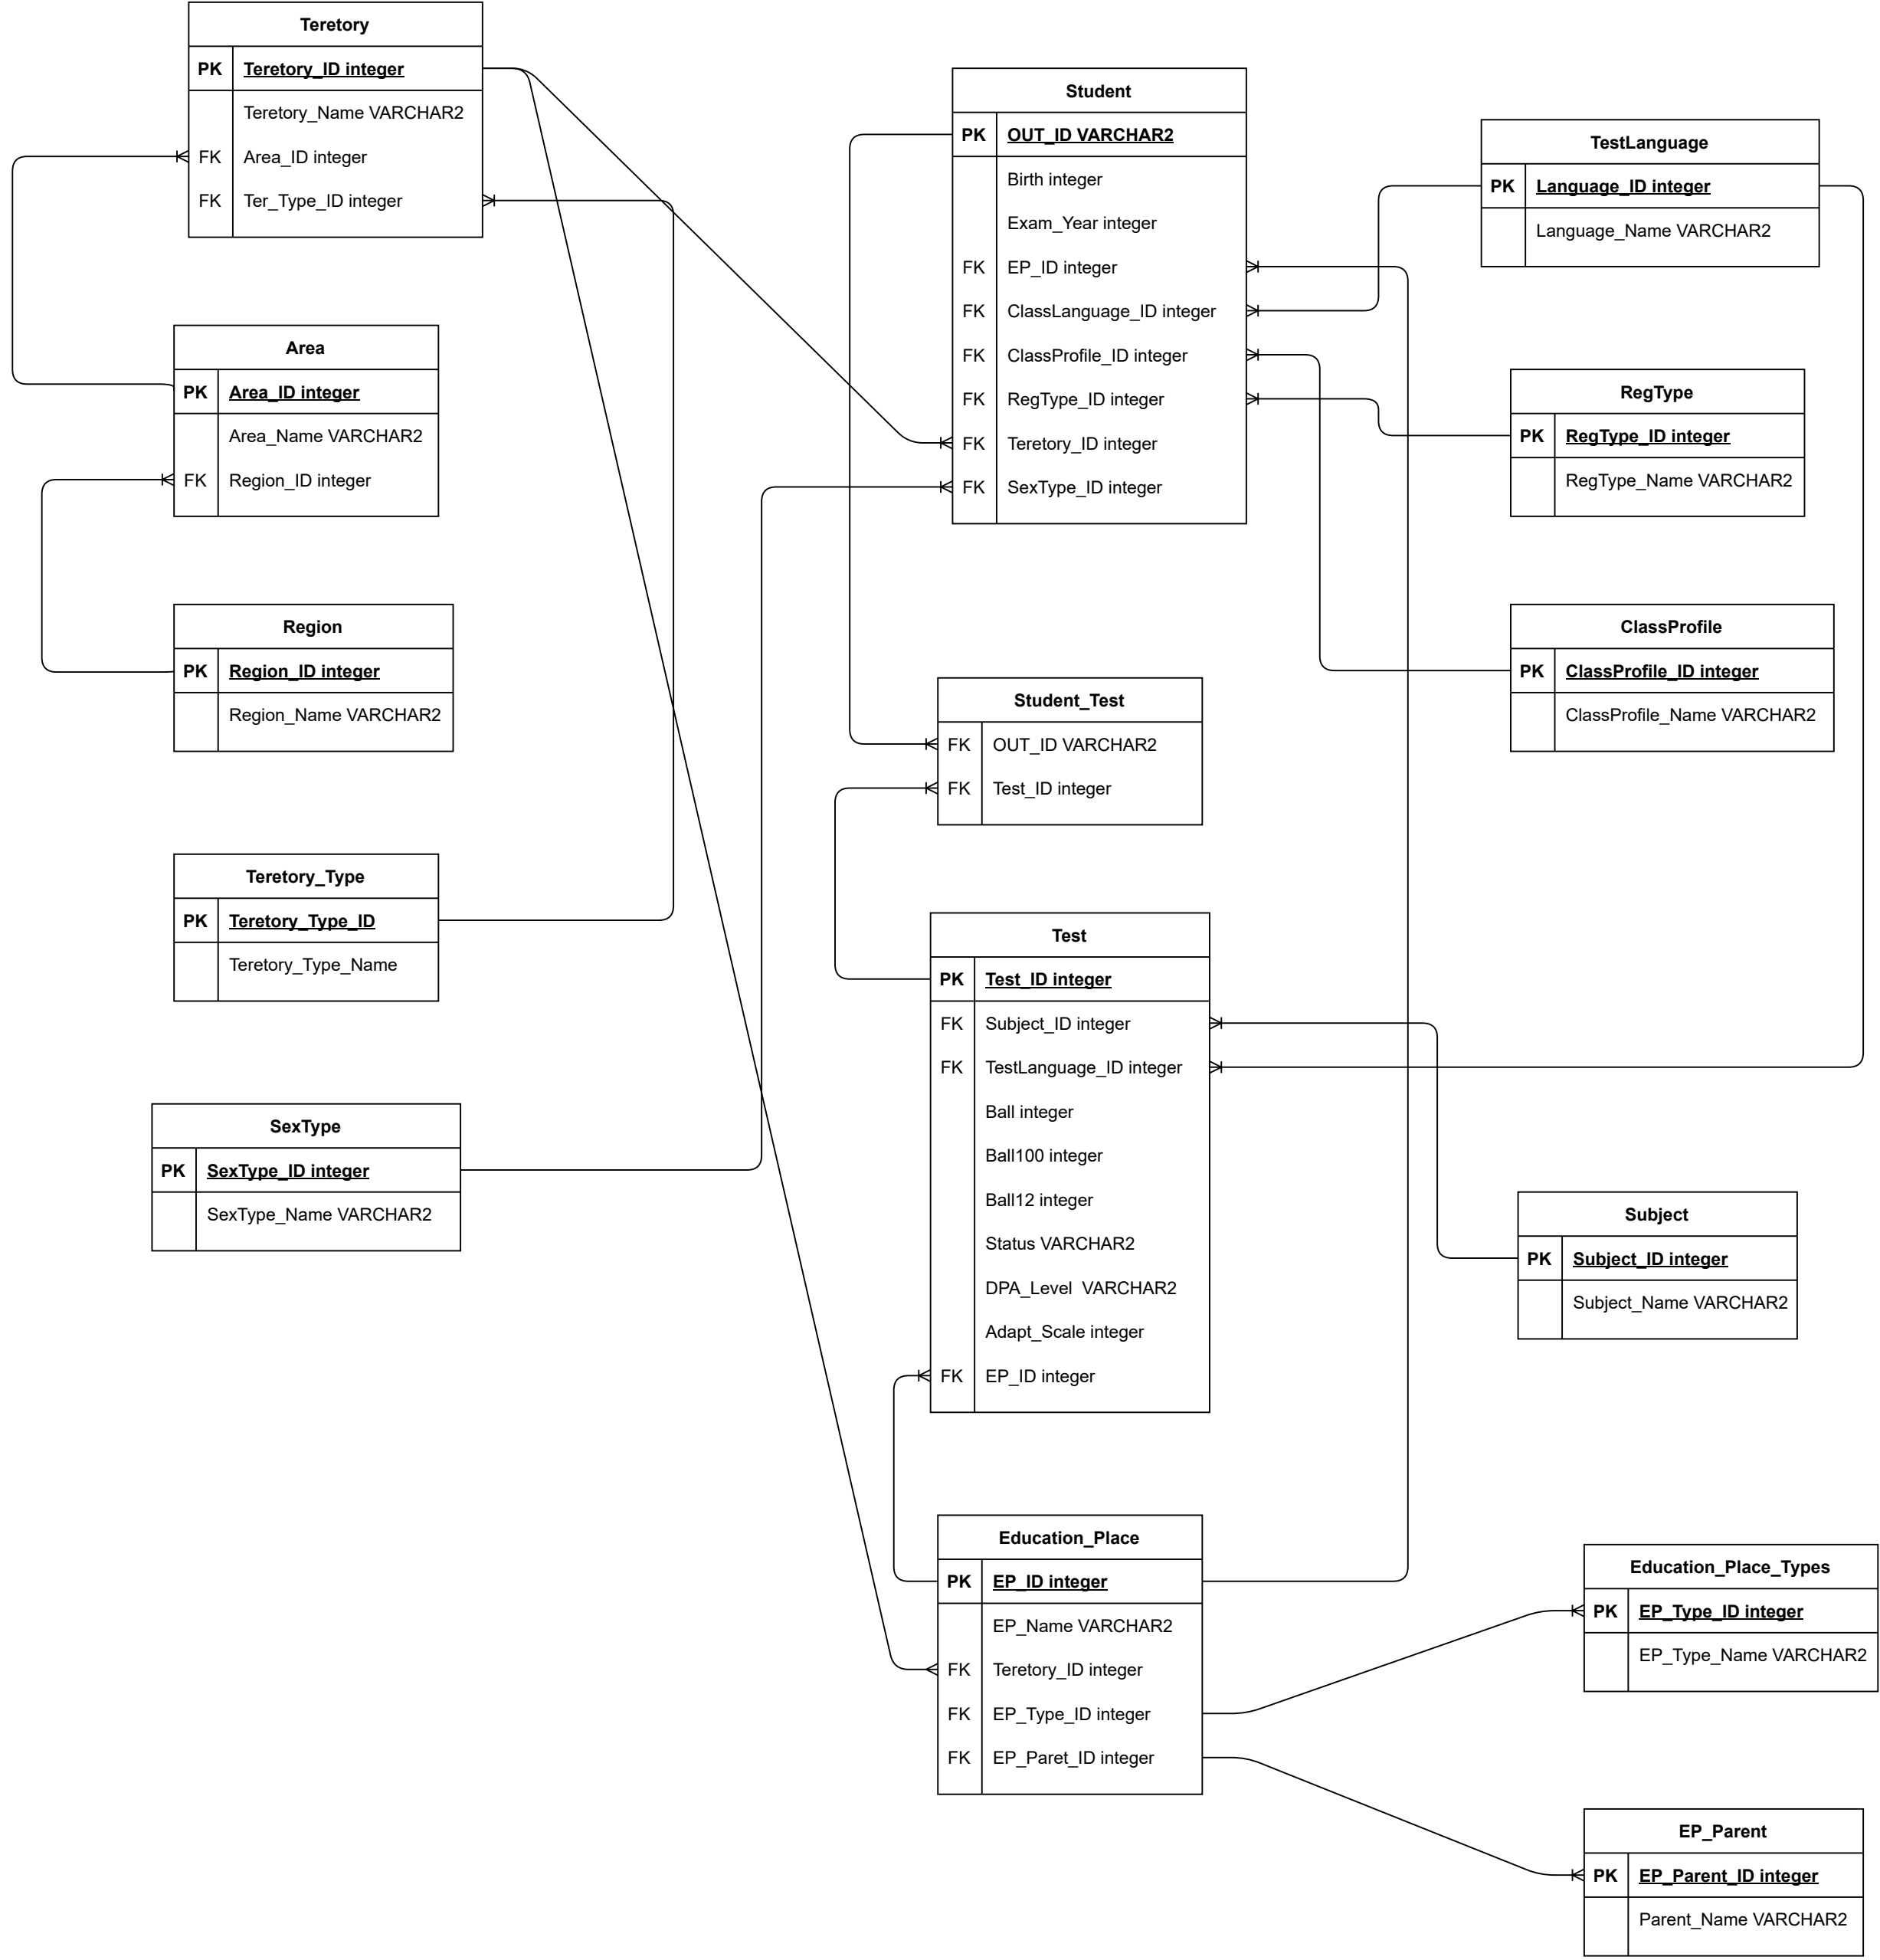 Teretory
PK Teretory_ID integer
Teretory_Name VARCHAR2
FK Area_ID integer
FK Ter_Type_ID integer
Area
PK Area_ID integer
Area_Name VARCHAR2
FK Region_ID integer
Region
PK Region_ID integer
Region_Name VARCHAR2
Teretory_Type
PK Teretory_Type_ID
Teretory_Type_Name
SexType
PK SexType_ID integer
SexType_Name VARCHAR2
Student
PK OUT_ID VARCHAR2
Birth integer
Exam_Year integer
FK EP_ID integer
FK ClassLanguage_ID integer
FK ClassProfile_ID integer
FK RegType_ID integer
FK Teretory_ID integer
FK SexType_ID integer
Student_Test
FK OUT_ID VARCHAR2
FK Test_ID integer
Test
PK Test_ID integer
FK Subject_ID integer
FK TestLanguage_ID integer
Ball integer
Ball100 integer
Ball12 integer
Status VARCHAR2
DPA_Level VARCHAR2
Adapt_Scale integer
FK EP_ID integer
Education_Place
PK EP_ID integer
EP_Name VARCHAR2
FK Teretory_ID integer
FK EP_Type_ID integer
FK EP_Paret_ID integer
TestLanguage
PK Language_ID integer
Language_Name VARCHAR2
RegType
PK RegType_ID integer
RegType_Name VARCHAR2
ClassProfile
PK ClassProfile_ID integer
ClassProfile_Name VARCHAR2
Subject
PK Subject_ID integer
Subject_Name VARCHAR2
Education_Place_Types
PK EP_Type_ID integer
EP_Type_Name VARCHAR2
EP_Parent
PK EP_Parent_ID integer
Parent_Name VARCHAR2